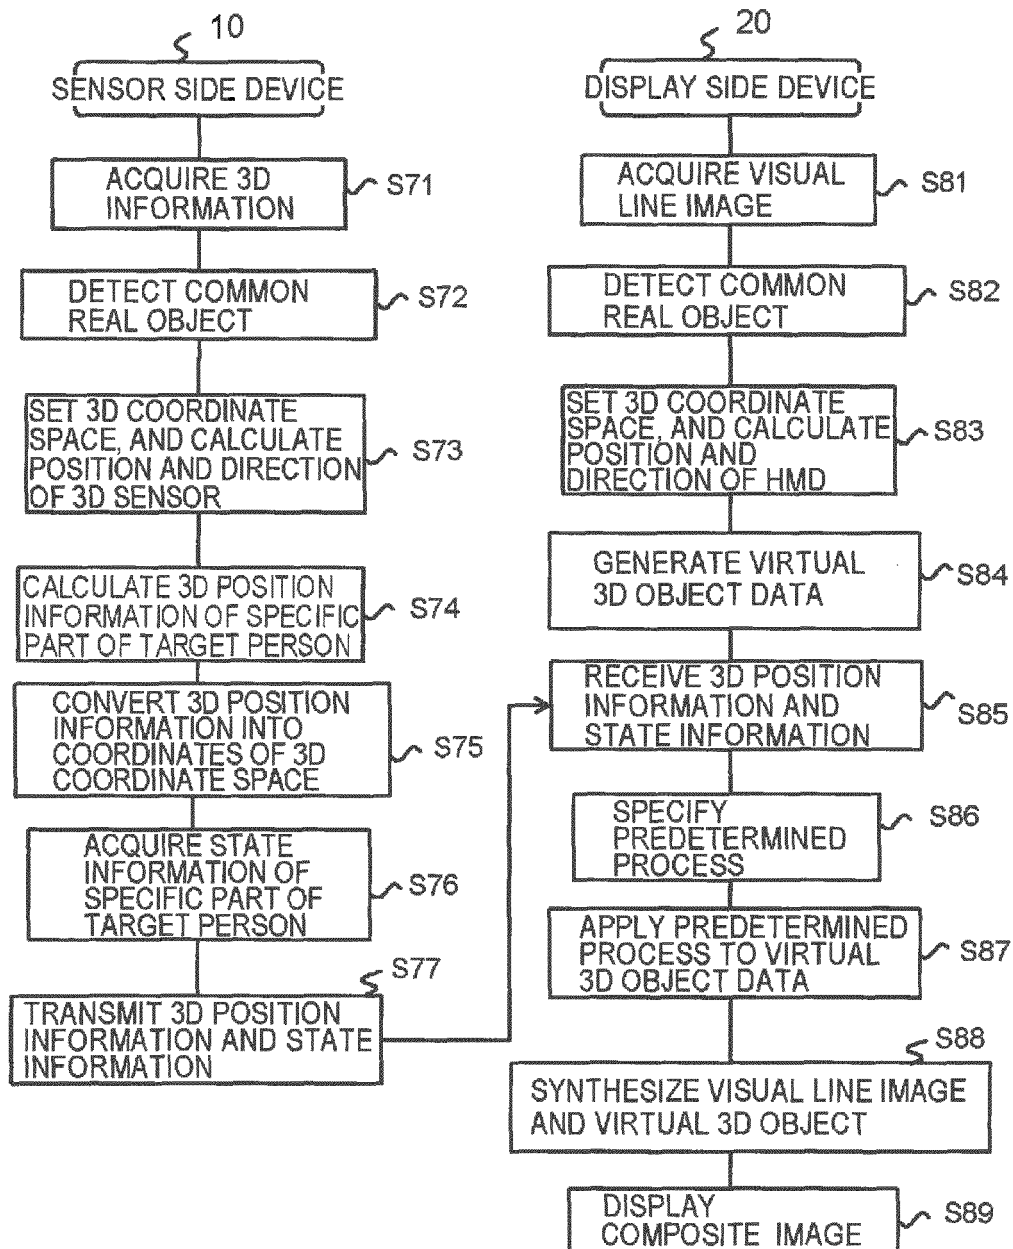 10
SENSOR SIDE DEVICE
ACQUIRE 3D
INFORMATION
S71
DETECT COMMON
REAL OBJECT
S72
SET 3D COORDINATE
SPACE, AND CALCULATE
POSITION AND DIRECTION
OF 3D SENSOR
S73
CALCULATE 3D POSITION
INFORMATION OF SPECIFIC
PART OF TARGET PERSON
S74
CONVERT 3D POSITION
INFORMATION INTO
COORDINATES OF 3D
COORDINATE SPACE
S75
ACQUIRE STATE
INFORMATION OF
SPECIFIC PART OF
TARGET PERSON
S76
S77
TRANSMIT 3D POSITION
INFORMATION AND STATE
INFORMATION
20
DISPLAY SIDE DEVICE
ACQUIRE VISUAL
LINE IMAGE
S81
DETECT COMMON
REAL OBJECT
S82
SET 3D COORDINATE
SPACE, AND CALCULATE
POSITION AND
DIRECTION OF HMD
S83
GENERATE VIRTUAL
3D OBJECT DATA
S84
RECEIVE 3D POSITION
INFORMATION AND
STATE INFORMATION
S85
SPECIFY
PREDETERMINED
PROCESS
S86
APPLY PREDETERMINED
PROCESS TO VIRTUAL
3D OBJECT DATA
S87
S88
SYNTHESIZE VISUAL LINE IMAGE
AND VIRTUAL 3D OBJECT
DISPLAY
COMPOSITE IMAGE
S89